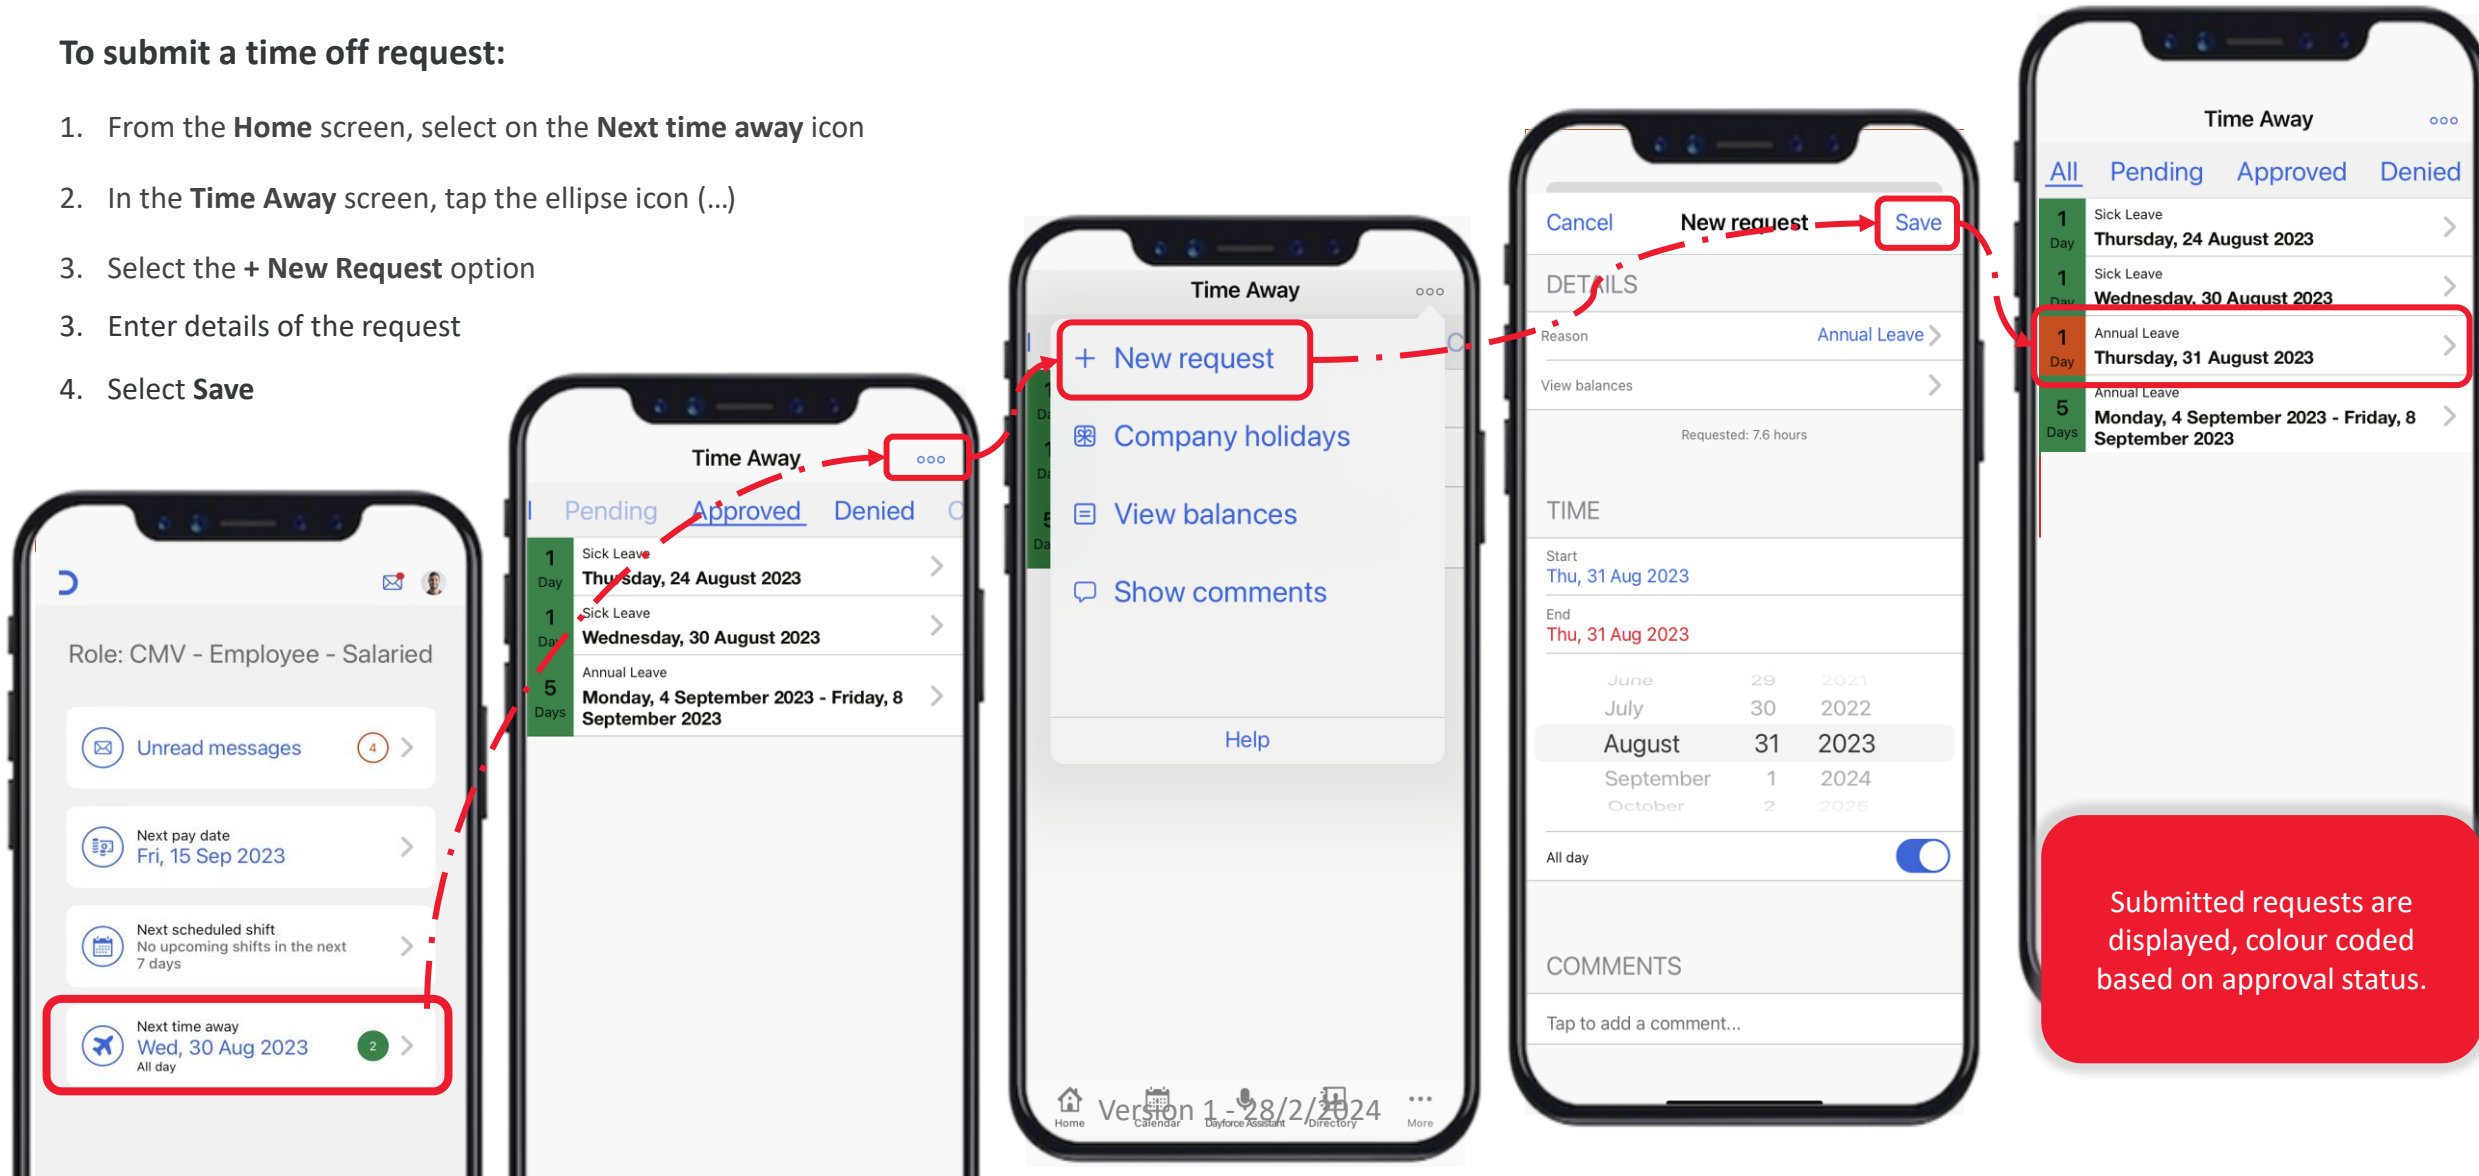 To submit a time off request:
1. From the Home screen, select on the Next time away icon
2. In the Time Away screen, tap the ellipse icon (...)
3. Select the + New Request option
3. Enter details of the request
4. Select Save
Role: CMV - Employee - Salaried
Unread messages
4
Next pay date
Fri, 15 Sep 2023
Next scheduled shift
No upcoming shifts in the next
7 days
Next time away
Wed, 30 Aug 2023
All day
2
Time Away
Pending Approved Denied
1 Day
Sick Leave
Thursday, 24 August 2023
1 Day
Sick Leave
Wednesday, 30 August 2023
5 Days
Annual Leave
Monday, 4 September 2023 - Friday, 8
September 2023
Time Away
+ New request
Company holidays
View balances
Show comments
Help
Home Calendar Dayforce Assistant Directory More
Version 1 - 28/2/2024
Cancel New request Save
DETAILS
Reason Annual Leave
View balances
Requested: 7.6 hours
TIME
Start
Thu, 31 Aug 2023
End
Thu, 31 Aug 2023
June 29 2021
July 30 2022
August 31 2023
September 1 2024
October 2 2025
All day
COMMENTS
Tap to add a comment...
Time Away
All Pending Approved Denied
1 Day
Sick Leave
Thursday, 24 August 2023
1 Day
Sick Leave
Wednesday, 30 August 2023
1 Day
Annual Leave
Thursday, 31 August 2023
5 Days
Annual Leave
Monday, 4 September 2023 - Friday, 8
September 2023
Submitted requests are
displayed, colour coded
based on approval status.